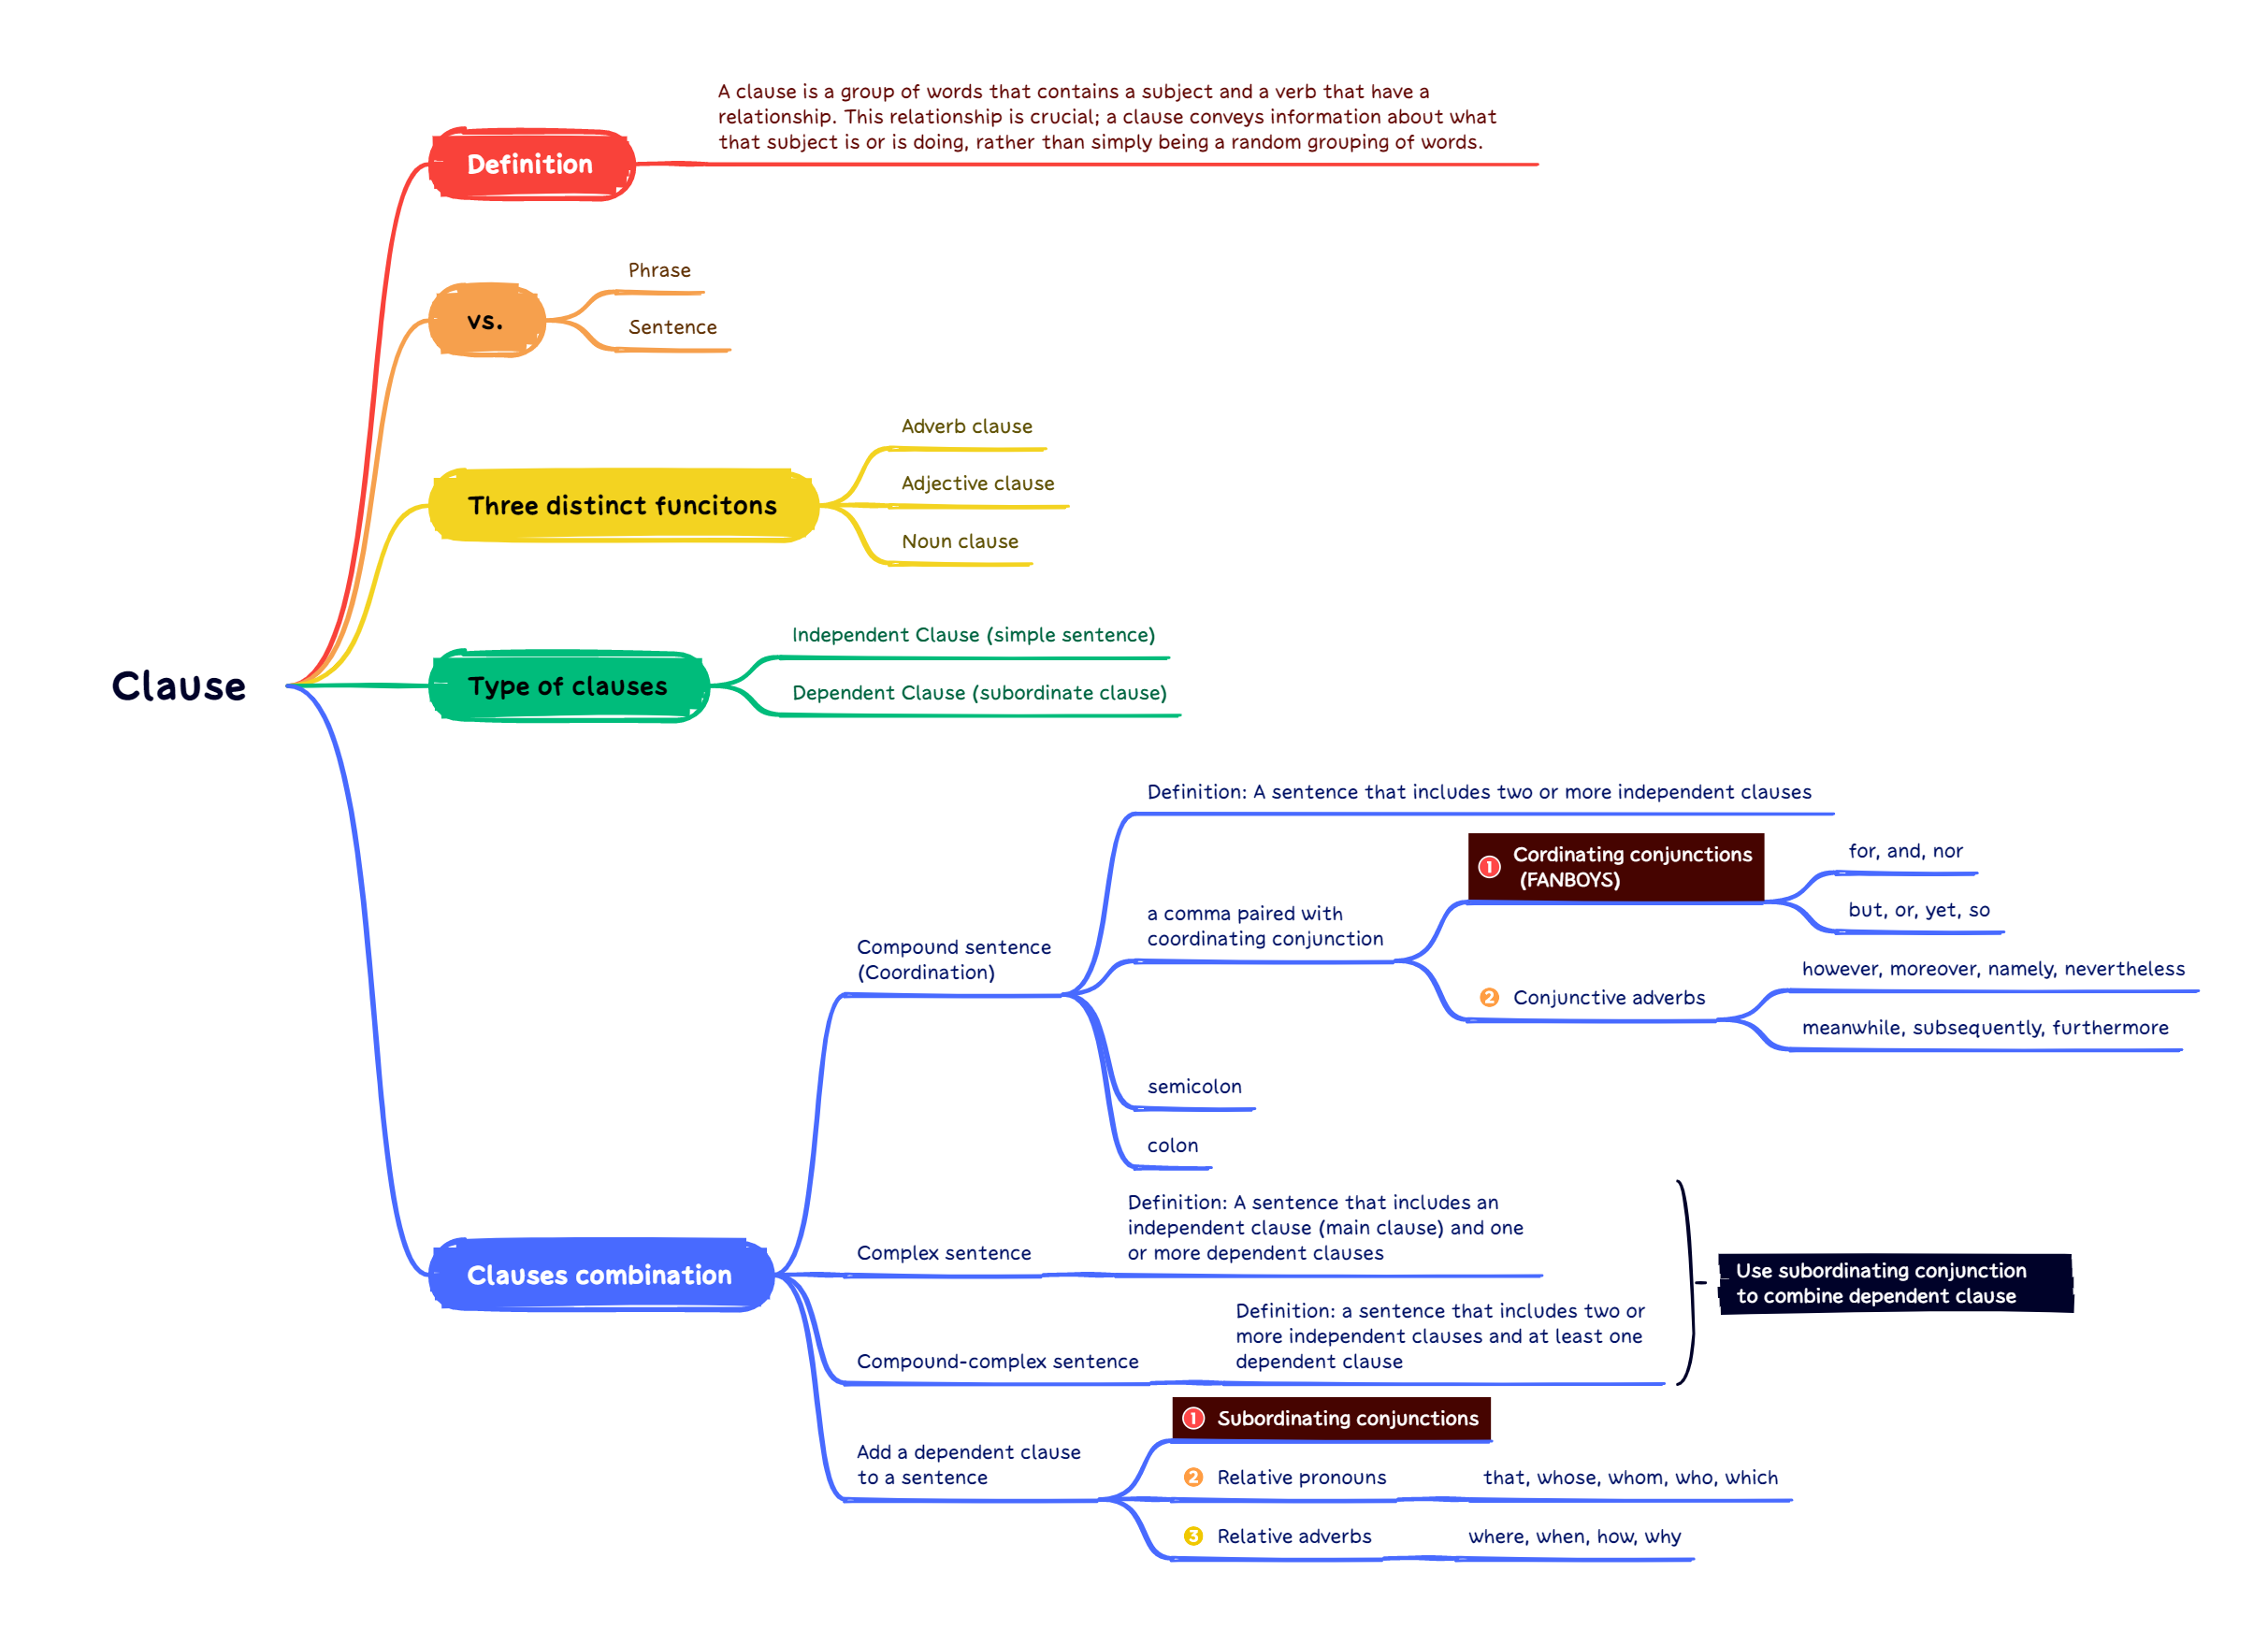 A clause is a group of words that contains a subject and a verb that have a
relationship. This relationship is crucial; a clause conveys information about what
that subject is or is doing, rather than simply being a random grouping of words.
Definition
Phrase
vs.
Sentence
Adverb clause
Adjective clause
Three distinct funcitons
Noun clause
Independent Clause (simple sentence)
Clause
Type of clauses
Dependent Clause (subordinate clause)
Definition: A sentence that includes two or more independent clauses
1 Cordinating conjunctions
(FANBOYS)
for, and, nor
but, or, yet, so
a comma paired with
coordinating conjunction
Compound sentence
(Coordination)
however, moreover, namely, nevertheless
2 Conjunctive adverbs
meanwhile, subsequently, furthermore
semicolon
colon
Definition: A sentence that includes an
independent clause (main clause) and one
or more dependent clauses
Complex sentence
Clauses combination
Use subordinating conjunction
to combine dependent clause
Definition: a sentence that includes two or
more independent clauses and at least one
dependent clause
Compound-complex sentence
1 Subordinating conjunctions
Add a dependent clause
to a sentence
2 Relative pronouns
that, whose, whom, who, which
3 Relative adverbs
where, when, how, why